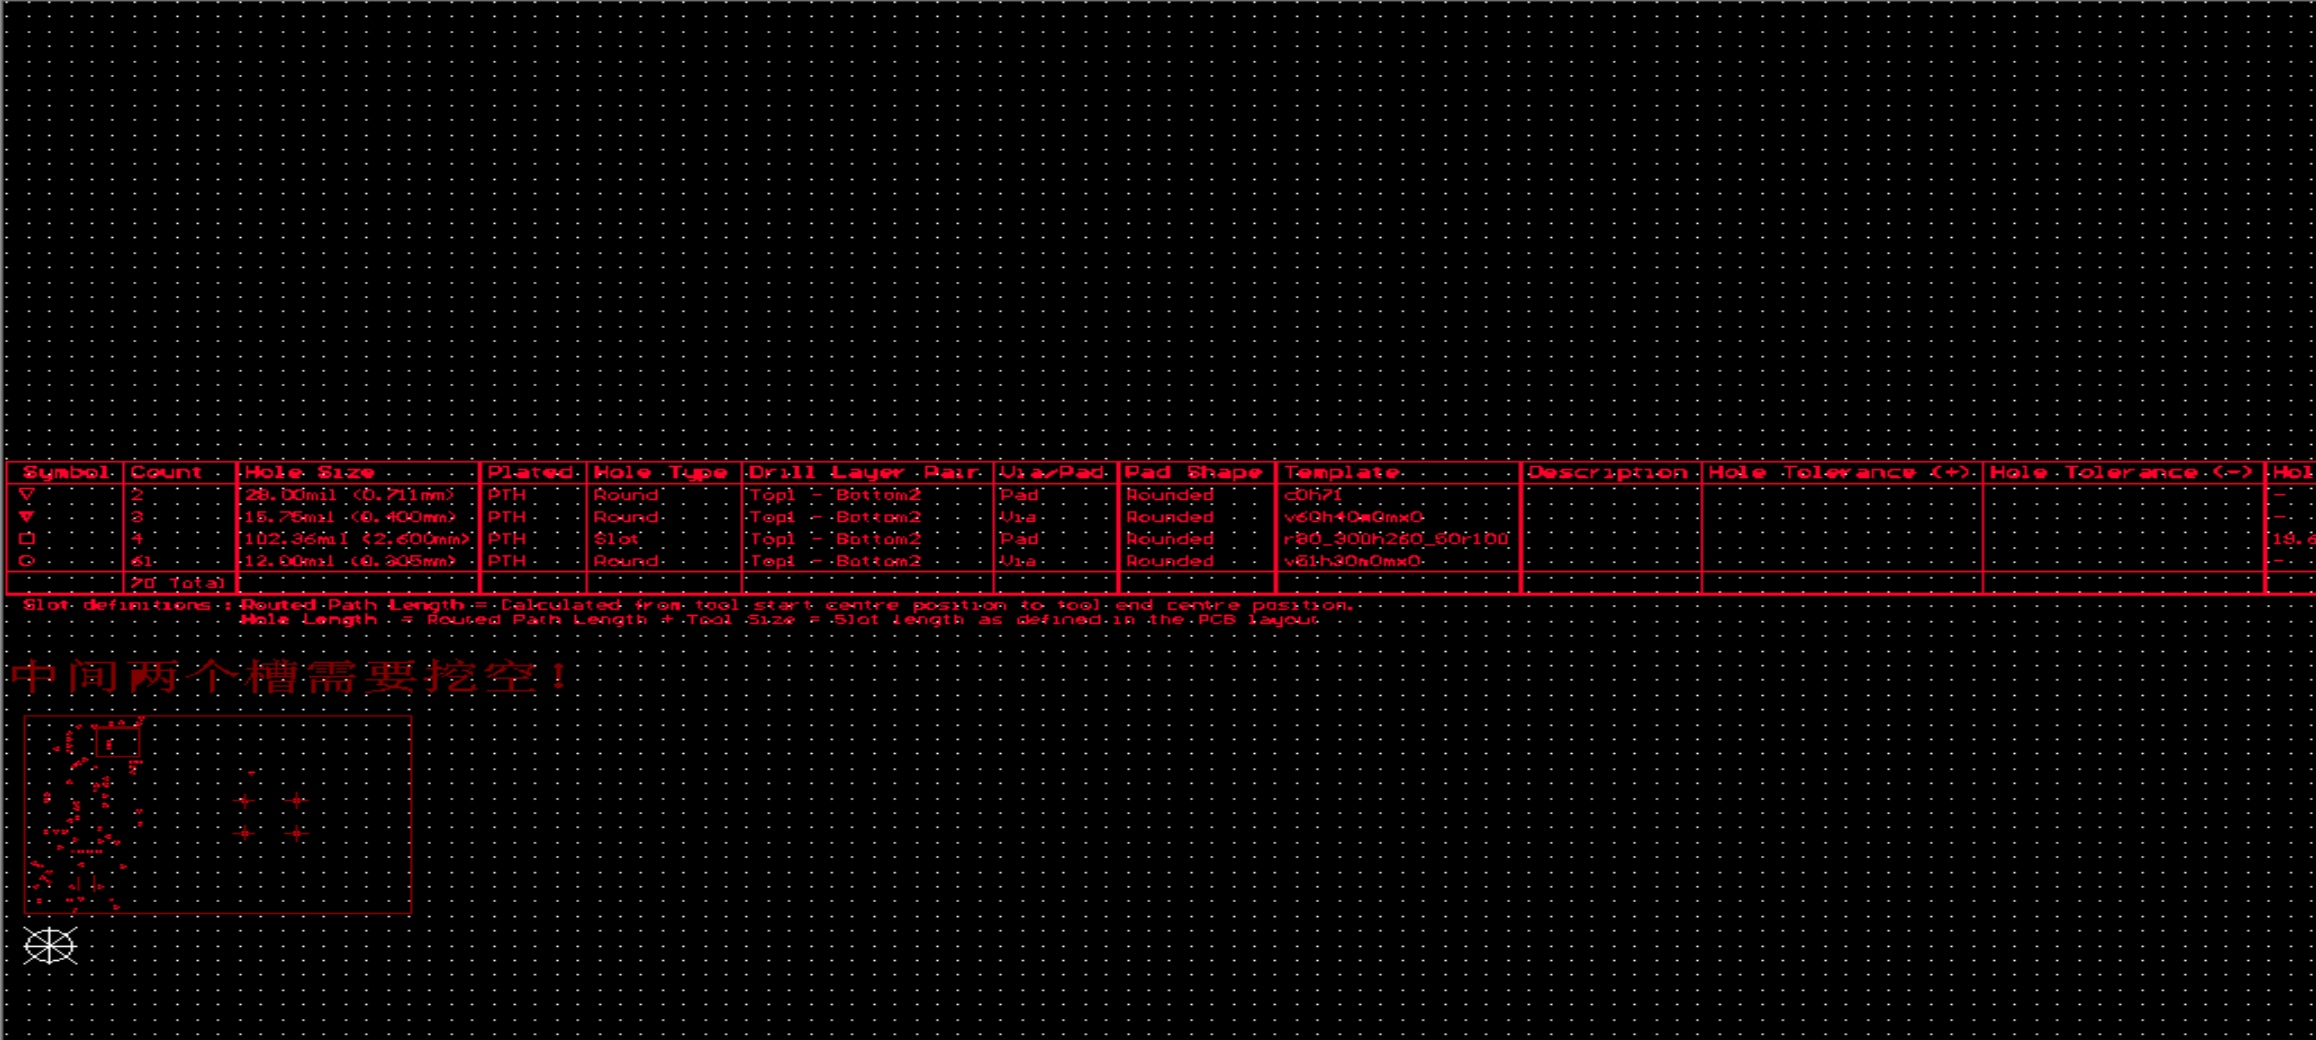 Symbol Count Hole Size Plated Hole Type Drill Layer Pair Via/Pad Pad Shape Template Description Hole Tolerance (+) Hole Tolerance (-) Hol
▽ 2 28.00mil (0.711mm) PTH Round Top1 - Bottom2 Pad Rounded c0h71 -
▼ 3 15.75mil (0.400mm) PTH Round Top1 - Bottom2 Via Rounded v60h40m0mx0 -
□ 4 102.36mil (2.600mm) PTH Slot Top1 - Bottom2 Pad Rounded r80_300h260_50r100 19.6
○ 61 12.00mil (0.305mm) PTH Round Top1 - Bottom2 Via Rounded v61h30m0mx0 -
70 Total
Slot definitions : Routed Path Length = Calculated from tool start centre position to tool end centre position.
Hole Length = Routed Path Length + Tool Size = Slot length as defined in the PCB layout
中间两个槽需要挖空!